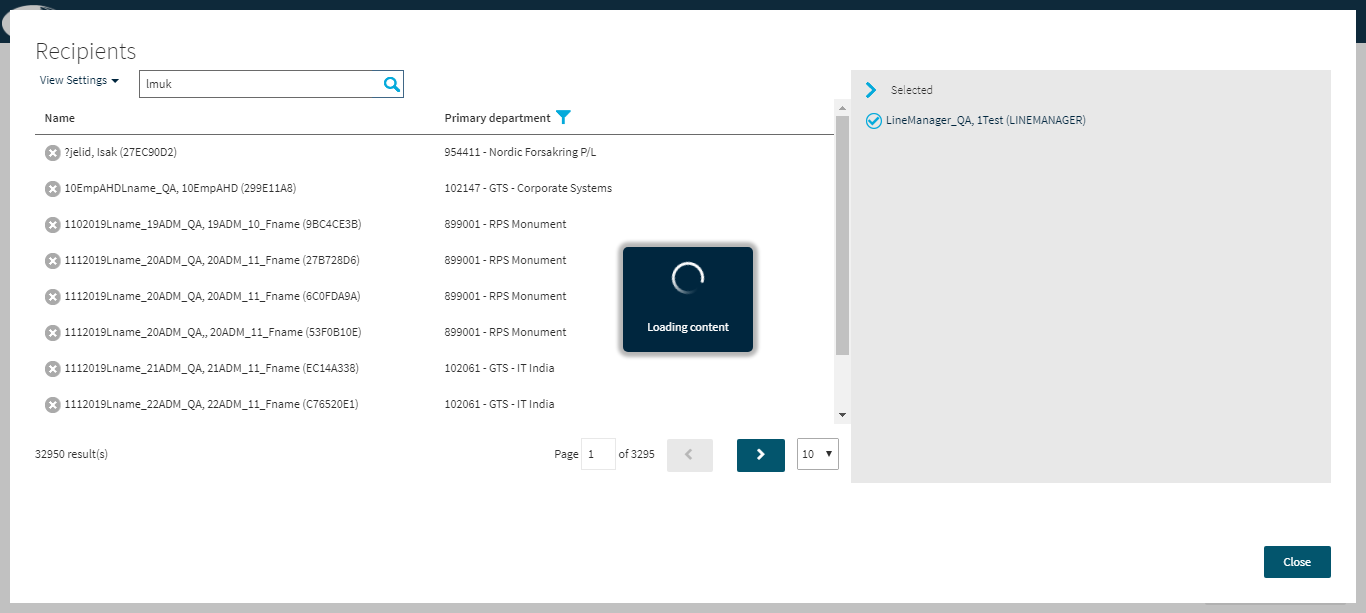 Recipients
View Settings
lmuk
Selected
LineManager_QA, 1Test (LINEMANAGER)
Name Primary department
?jelid, Isak (27EC90D2) 954411 - Nordic Forsakring P/L
10EmpAHDLname_QA, 10EmpAHD (299E11A8) 102147 - GTS - Corporate Systems
1102019Lname_19ADM_QA, 19ADM_10_Fname (9BC4CE3B) 899001 - RPS Monument
1112019Lname_20ADM_QA, 20ADM_11_Fname (27B728D6) 899001 - RPS Monument
1112019Lname_20ADM_QA, 20ADM_11_Fname (6C0FDA9A) 899001 - RPS Monument
1112019Lname_20ADM_QA,, 20ADM_11_Fname (53F0B10E) 899001 - RPS Monument
1112019Lname_21ADM_QA, 21ADM_11_Fname (EC14A338) 102061 - GTS - IT India
1112019Lname_22ADM_QA, 22ADM_11_Fname (C76520E1) 102061 - GTS - IT India
Loading content
32950 result(s) Page 1 of 3295 10
Close